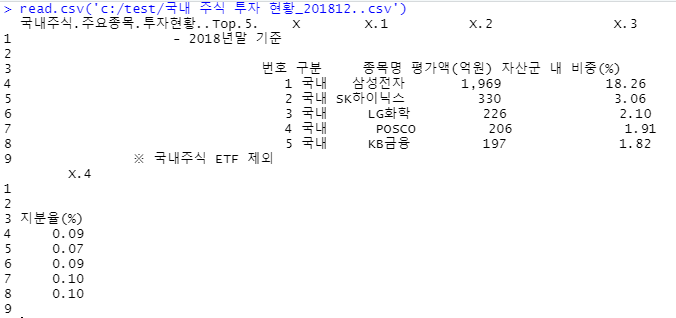 > read.csv('c:/test/국내 주식 투자 현황_201812..csv')
국내주식.주요종목.투자현황..Top.5. X X.1 X.2 X.3
1 - 2018년말 기준
2
3 번호 구분 종목명 평가액(억원) 자산군 내 비중(%)
4 1 국내 삼성전자 1,969 18.26
5 2 국내 SK하이닉스 330 3.06
6 3 국내 LG화학 226 2.10
7 4 국내 POSCO 206 1.91
8 5 국내 KB금융 197 1.82
9 ※ 국내주식 ETF 제외
X.4
1
2
3 지분율(%)
4 0.09
5 0.07
6 0.09
7 0.10
8 0.10
9